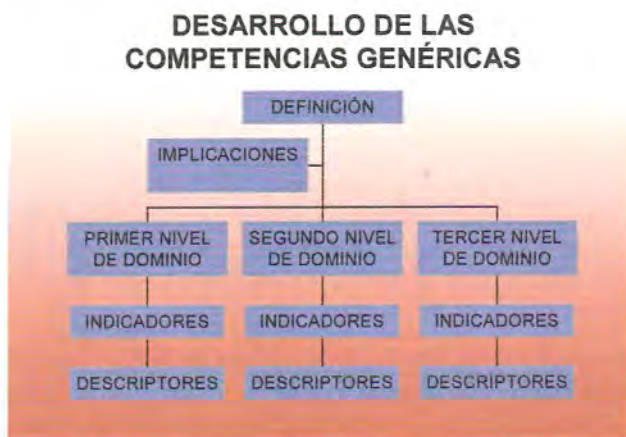 DESARROLLO DE LAS
COMPETENCIAS GENÉRICAS
DEFINICIÓN
IMPLICACIONES
PRIMER NIVEL
DE DOMINIO
SEGUNDO NIVEL
DE DOMINIO
TERCER NIVEL
DE DOMINIO
INDICADORES
INDICADORES
INDICADORES
DESCRIPTORES
DESCRIPTORES
DESCRIPTORES